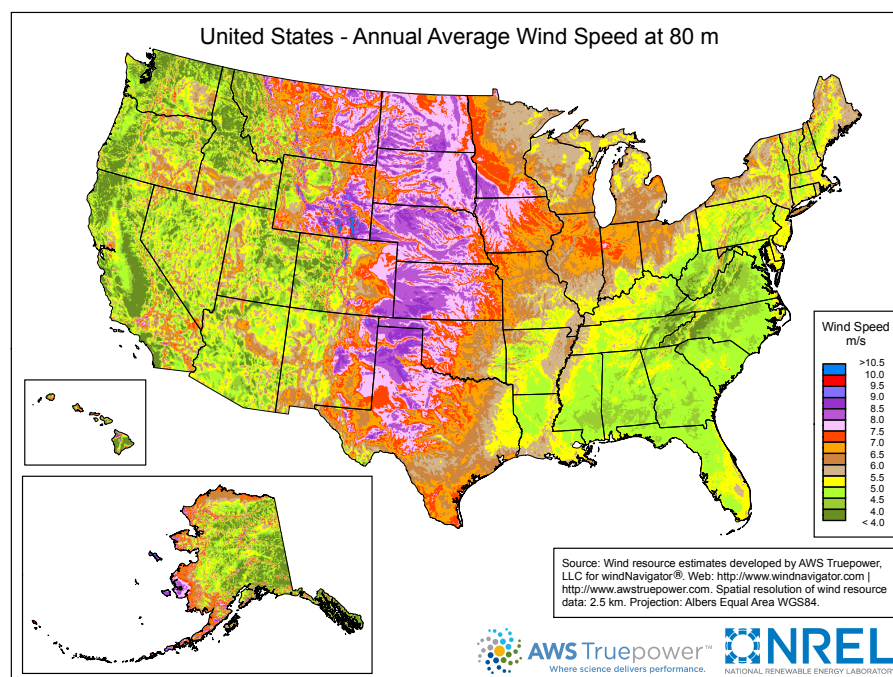 United States - Annual Average Wind Speed at 80 m
Wind Speed
m/s
>10.5
10.0
9.5
9.0
8.5
8.0
7.5
7.0
6.5
6.0
5.5
5.0
4.5
4.0
< 4.0
Source: Wind resource estimates developed by AWS Truepower,
LLC for windNavigator®. Web: http://www.windnavigator.com |
http://www.awstruepower.com. Spatial resolution of wind resource
data: 2.5 km. Projection: Albers Equal Area WGS84.
AWS Truepower™
Where science delivers performance.
NREL
NATIONAL RENEWABLE ENERGY LABORATORY